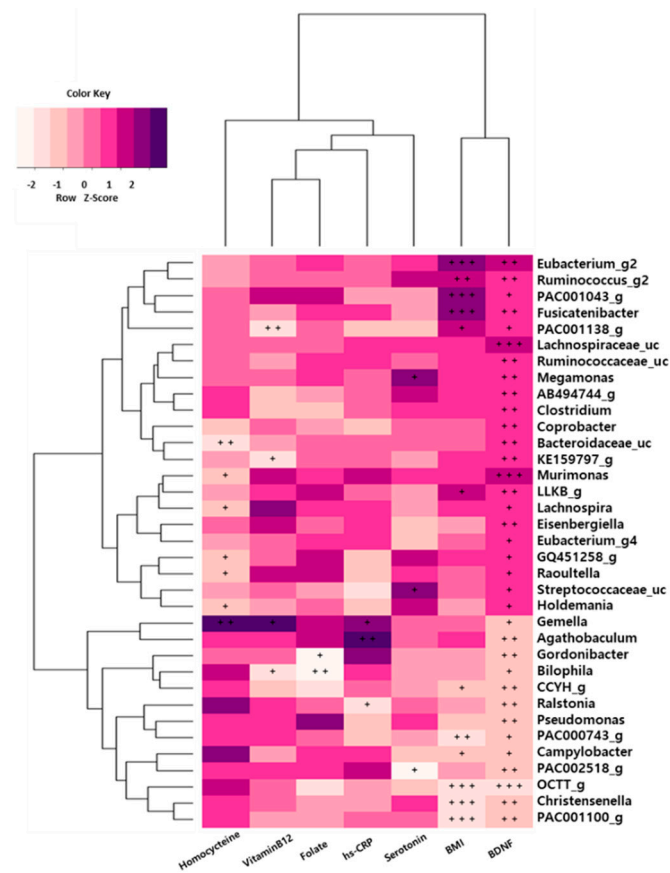 Color Key
-2 -1 0 1 2
Row Z-Score
+++ ++ Eubacterium_g2
++ ++ Ruminococcus_g2
+++ + PAC001043_g
+++ + Fusicatenibacter
++ + + PAC001138_g
+++ Lachnospiraceae_uc
++ Ruminococcaceae_uc
+ ++ Megamonas
++ AB494744_g
++ Clostridium
++ Coprobacter
++ ++ Bacteroidaceae_uc
+ ++ KE159797_g
+ +++ Murimonas
+ ++ LLKB_g
+ + Lachnospira
++ Eisenbergiella
+ Eubacterium_g4
+ + GQ451258_g
+ + Raoultella
+ + Streptococcaceae_uc
+ + Holdemania
++ + + + Gemella
++ ++ Agathobaculum
+ ++ Gordonibacter
+ ++ + Bilophila
+ ++ CCYH_g
+ ++ Ralstonia
++ Pseudomonas
++ + PAC000743_g
+ + Campylobacter
+ ++ PAC002518_g
+++ +++ OCTT_g
+++ ++ Christensenella
+++ ++ PAC001100_g
Homocycteine VitaminB12 Folate hs-CRP Serotonin BMI BDNF